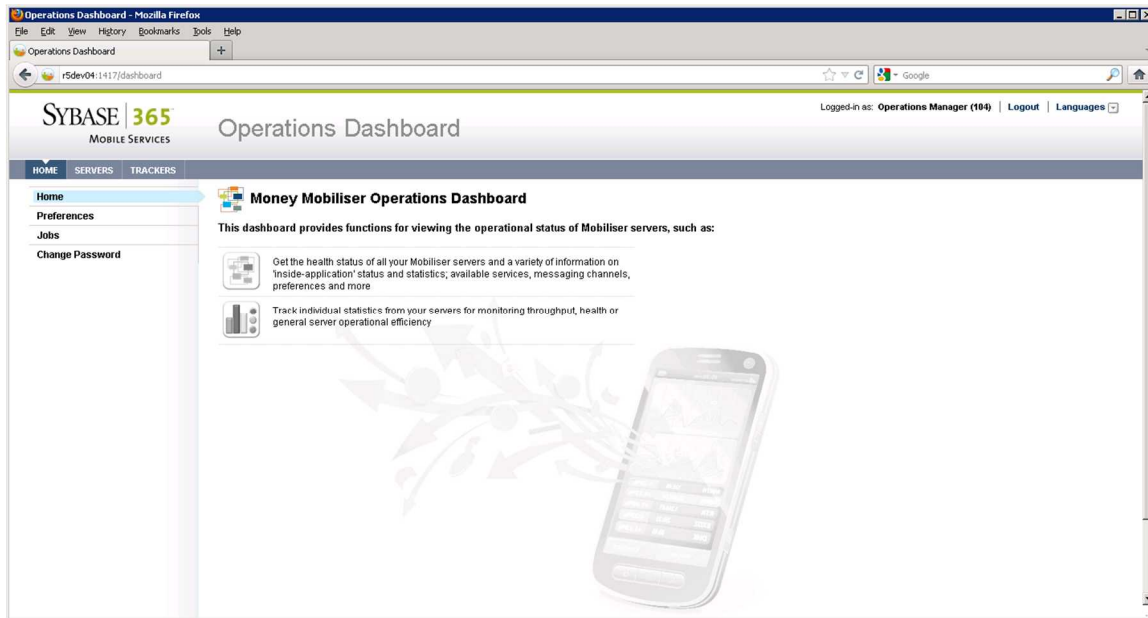 Operations Dashboard - Mozilla Firefox
File Edit View History Bookmarks Tools Help
Operations Dashboard +
r5dev04:1417/dashboard Google
SYBASE 365
MOBILE SERVICES
Operations Dashboard
Logged-in as: Operations Manager (104) | Logout | Languages
HOME SERVERS TRACKERS
Home
Preferences
Jobs
Change Password
Money Mobiliser Operations Dashboard
This dashboard provides functions for viewing the operational status of Mobiliser servers, such as:
Get the health status of all your Mobiliser servers and a variety of information on
'inside-application' status and statistics; available services, messaging channels,
preferences and more
Track individual statistics from your servers for monitoring throughput, health or
general server operational efficiency